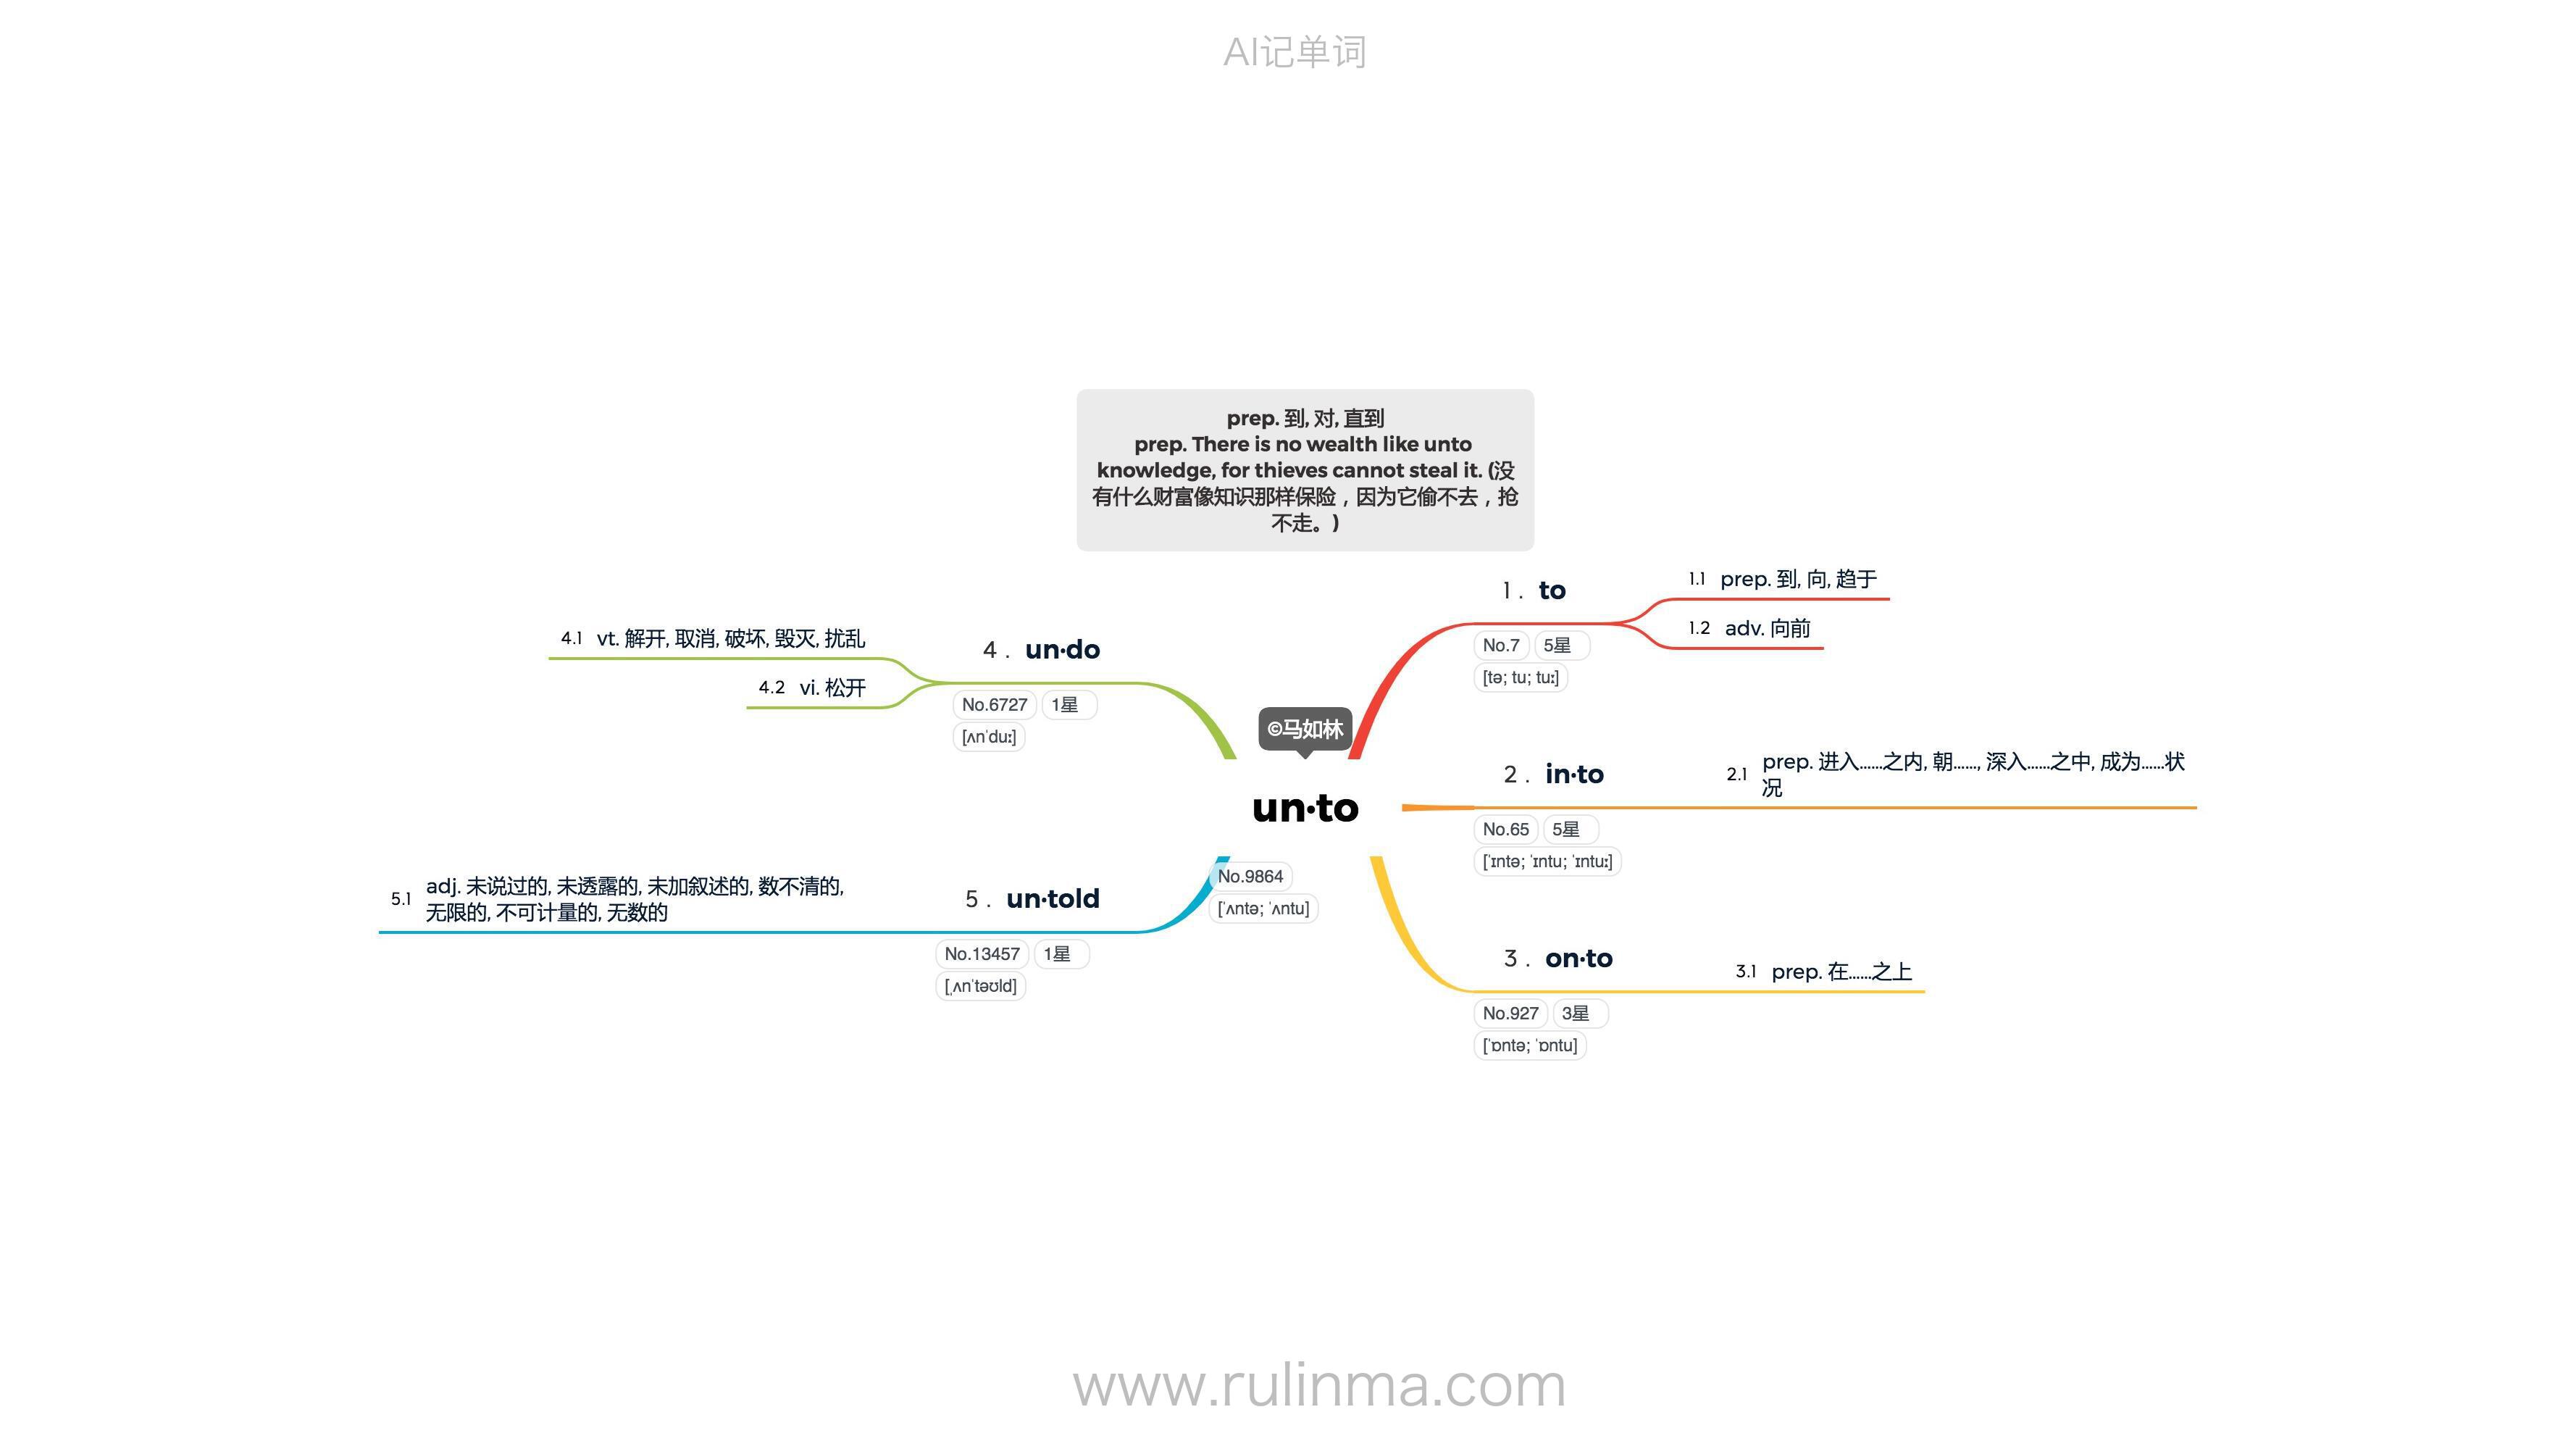 AI记单词
prep. 到, 对, 直到
prep. There is no wealth like unto
knowledge, for thieves cannot steal it. (没
有什么财富像知识那样保险，因为它偷不去，抢
不走。)
©马如林
un·to
No.9864
[ˈʌntə; ˈʌntu]
1 . to
No.7 5星
[tə; tu; tuː]
1.1 prep. 到, 向, 趋于
1.2 adv. 向前
2 . in·to
No.65 5星
[ˈɪntə; ˈɪntu; ˈɪntuː]
2.1 prep. 进入……之内, 朝……, 深入……之中, 成为……状
况
3 . on·to
No.927 3星
[ˈɒntə; ˈɒntu]
3.1 prep. 在……之上
4 . un·do
No.6727 1星
[ʌnˈduː]
4.1 vt. 解开, 取消, 破坏, 毁灭, 扰乱
4.2 vi. 松开
5 . un·told
No.13457 1星
[ˌʌnˈtəʊld]
5.1 adj. 未说过的, 未透露的, 未加叙述的, 数不清的,
无限的, 不可计量的, 无数的
www.rulinma.com